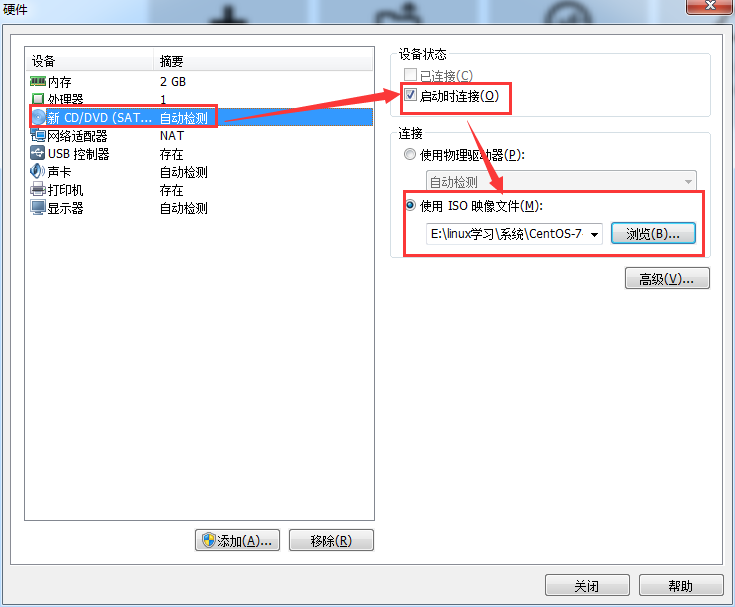 硬件
设备 摘要
内存 2 GB
处理器 1
新 CD/DVD (SAT... 自动检测
网络适配器 NAT
USB 控制器 存在
声卡 自动检测
打印机 存在
显示器 自动检测
添加(A)...
移除(R)
设备状态
已连接(C)
启动时连接(O)
连接
使用物理驱动器(P):
自动检测
使用 ISO 映像文件(M):
E:\linux学习\系统\CentOS-7-
浏览(B)...
高级(V)...
关闭
帮助